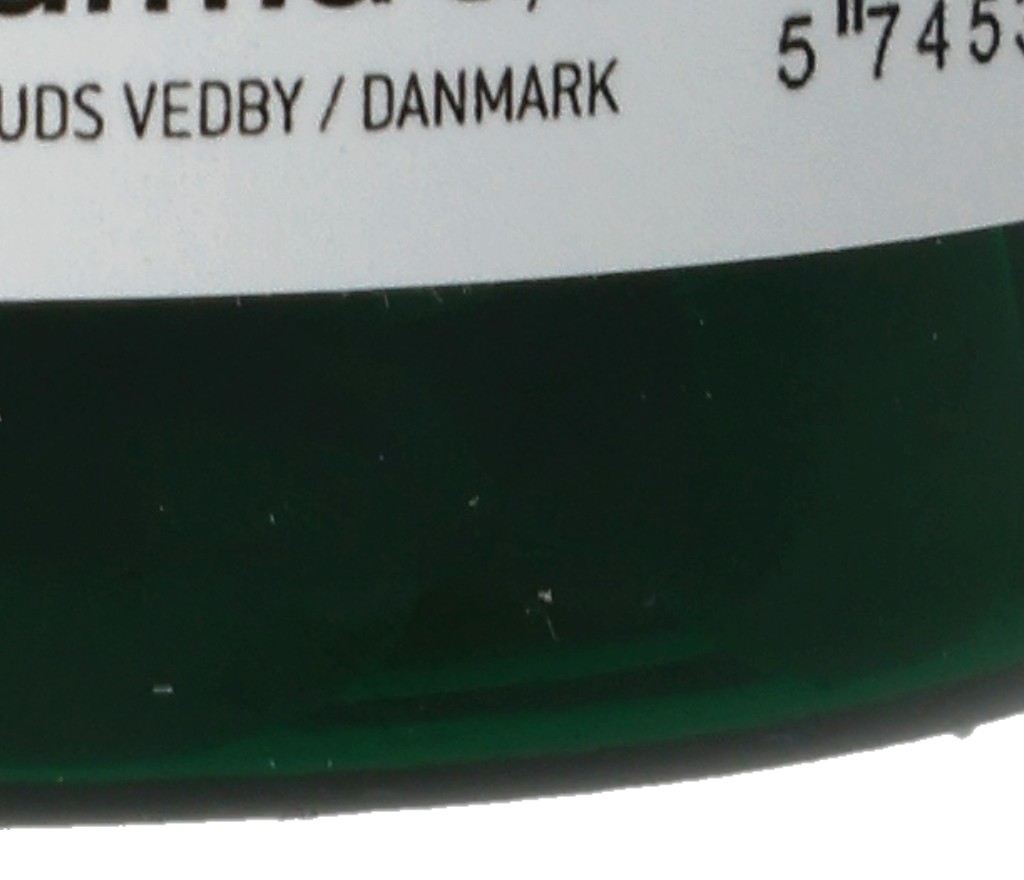 UDS VEDBY / DANMARK
5 "7453